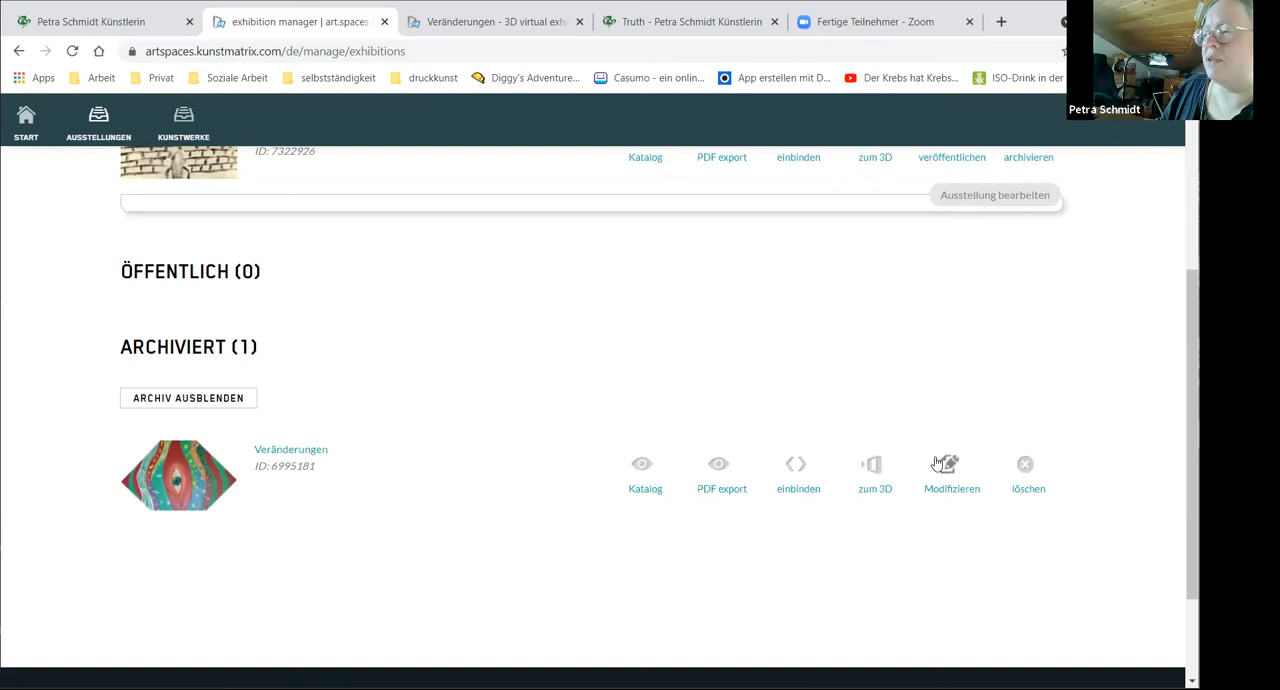 Petra Schmidt Künstlerin
exhibition manager | art.spaces
Veränderungen - 3D virtual exhi
Truth - Petra Schmidt Künstlerin
Fertige Teilnehmer - Zoom
artspaces.kunstmatrix.com/de/manage/exhibitions
Apps
Arbeit
Privat
Soziale Arbeit
selbstständigkeit
druckkunst
Diggy's Adventure...
Casumo - ein onlin...
App erstellen mit D...
Der Krebs hat Krebs...
ISO-Drink in der
Petra Schmidt
START
AUSSTELLUNGEN
KUNSTWERKE
ID: 7322926
Katalog
PDF export
einbinden
zum 3D
veröffentlichen
archivieren
Ausstellung bearbeiten
ÖFFENTLICH (0)
ARCHIVIERT (1)
ARCHIV AUSBLENDEN
Veränderungen
ID: 6995181
Katalog
PDF export
einbinden
zum 3D
Modifizieren
löschen